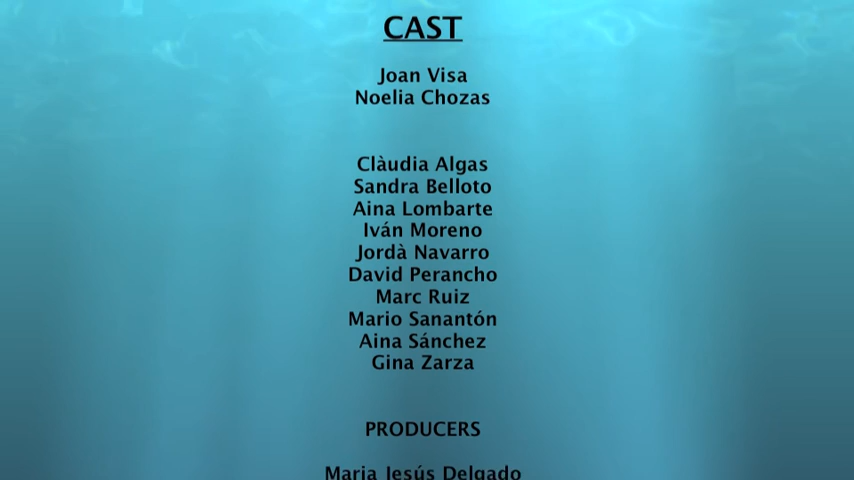 CAST
Joan Visa
Noelia Chozas
Clàudia Algas
Sandra Belloto
Aina Lombarte
Iván Moreno
Jordà Navarro
David Perancho
Marc Ruiz
Mario Sanantón
Aina Sánchez
Gina Zarza
PRODUCERS
Maria Jesús Delgado